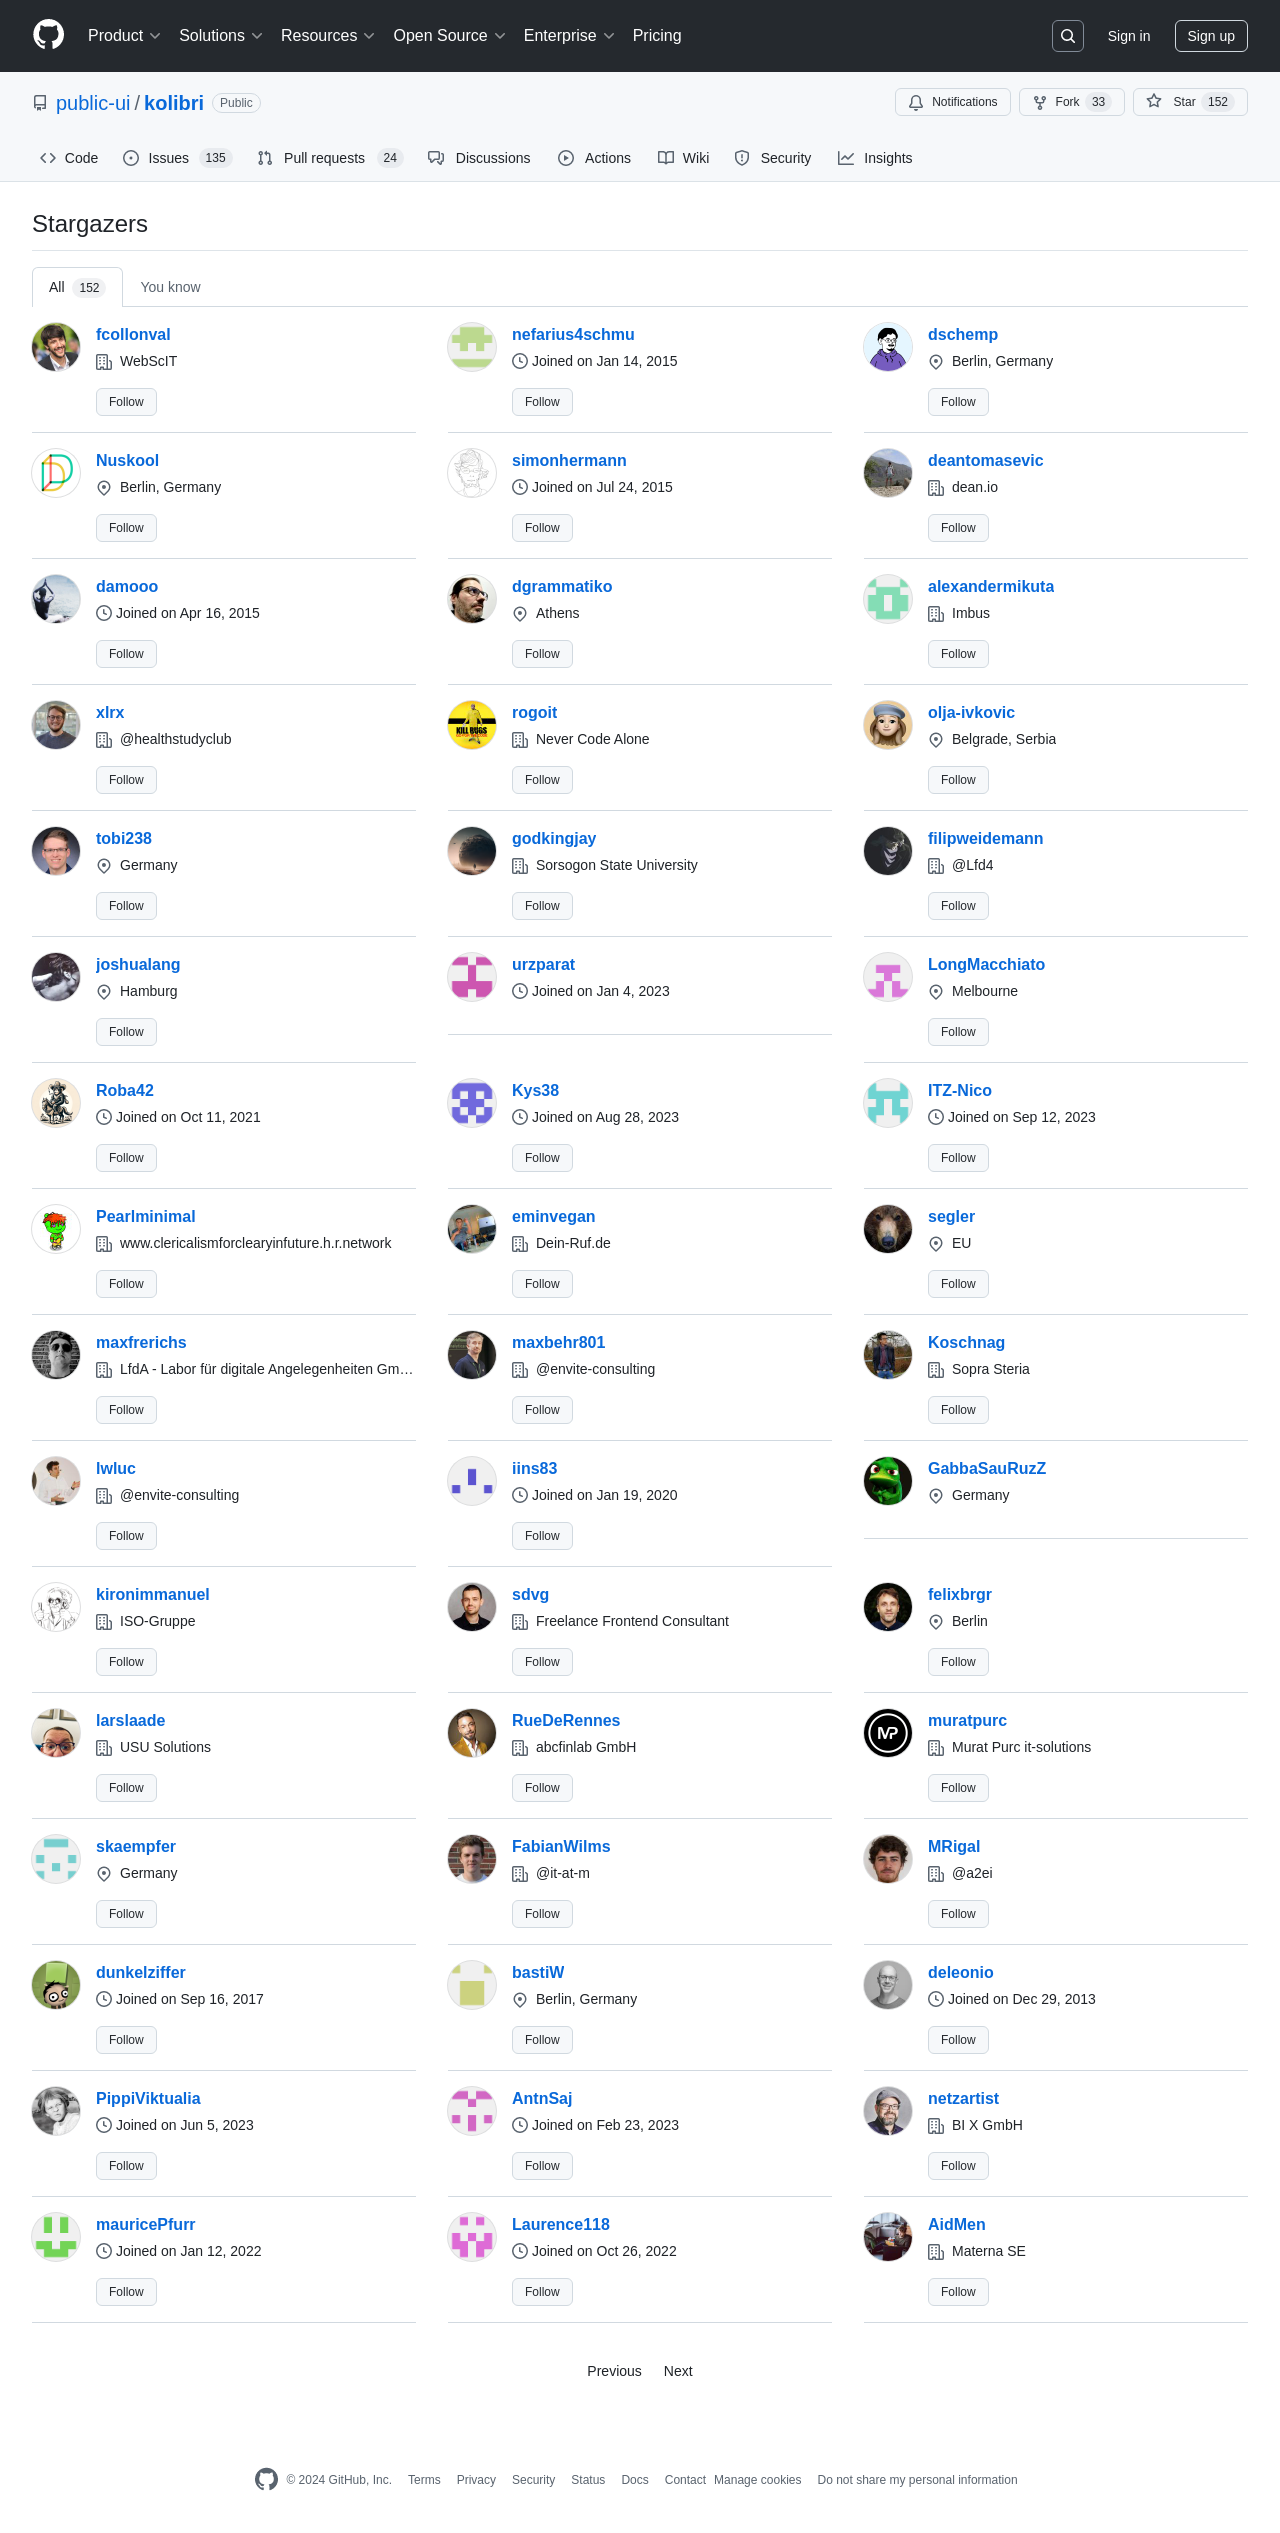 Product
Solutions
Resources
Open Source
Enterprise
Pricing
Sign in
Sign up
public-ui / kolibri Public
Notifications
Fork 33
Star 152
Code
Issues 135
Pull requests 24
Discussions
Actions
Wiki
Security
Insights
Stargazers
All 152
You know
fcollonval
WebScIT
Follow
nefarius4schmu
Joined on Jan 14, 2015
Follow
dschemp
Berlin, Germany
Follow
Nuskool
Berlin, Germany
Follow
simonhermann
Joined on Jul 24, 2015
Follow
deantomasevic
dean.io
Follow
damooo
Joined on Apr 16, 2015
Follow
dgrammatiko
Athens
Follow
alexandermikuta
Imbus
Follow
xlrx
@healthstudyclub
Follow
KILL BUGS
rogoit
Never Code Alone
Follow
olja-ivkovic
Belgrade, Serbia
Follow
tobi238
Germany
Follow
godkingjay
Sorsogon State University
Follow
filipweidemann
@Lfd4
Follow
joshualang
Hamburg
Follow
urzparat
Joined on Jan 4, 2023
LongMacchiato
Melbourne
Follow
Roba42
Joined on Oct 11, 2021
Follow
Kys38
Joined on Aug 28, 2023
Follow
ITZ-Nico
Joined on Sep 12, 2023
Follow
Pearlminimal
www.clericalismforclearyinfuture.h.r.network
Follow
eminvegan
Dein-Ruf.de
Follow
segler
EU
Follow
maxfrerichs
LfdA - Labor für digitale Angelegenheiten Gm…
Follow
maxbehr801
@envite-consulting
Follow
Koschnag
Sopra Steria
Follow
lwluc
@envite-consulting
Follow
iins83
Joined on Jan 19, 2020
Follow
GabbaSauRuzZ
Germany
kironimmanuel
ISO-Gruppe
Follow
sdvg
Freelance Frontend Consultant
Follow
felixbrgr
Berlin
Follow
larslaade
USU Solutions
Follow
RueDeRennes
abcfinlab GmbH
Follow
MP
muratpurc
Murat Purc it-solutions
Follow
skaempfer
Germany
Follow
FabianWilms
@it-at-m
Follow
MRigal
@a2ei
Follow
dunkelziffer
Joined on Sep 16, 2017
Follow
bastiW
Berlin, Germany
Follow
deleonio
Joined on Dec 29, 2013
Follow
PippiViktualia
Joined on Jun 5, 2023
Follow
AntnSaj
Joined on Feb 23, 2023
Follow
netzartist
BI X GmbH
Follow
mauricePfurr
Joined on Jan 12, 2022
Follow
Laurence118
Joined on Oct 26, 2022
Follow
AidMen
Materna SE
Follow
Previous
Next
© 2024 GitHub, Inc.
Terms
Privacy
Security
Status
Docs
Contact
Manage cookies
Do not share my personal information